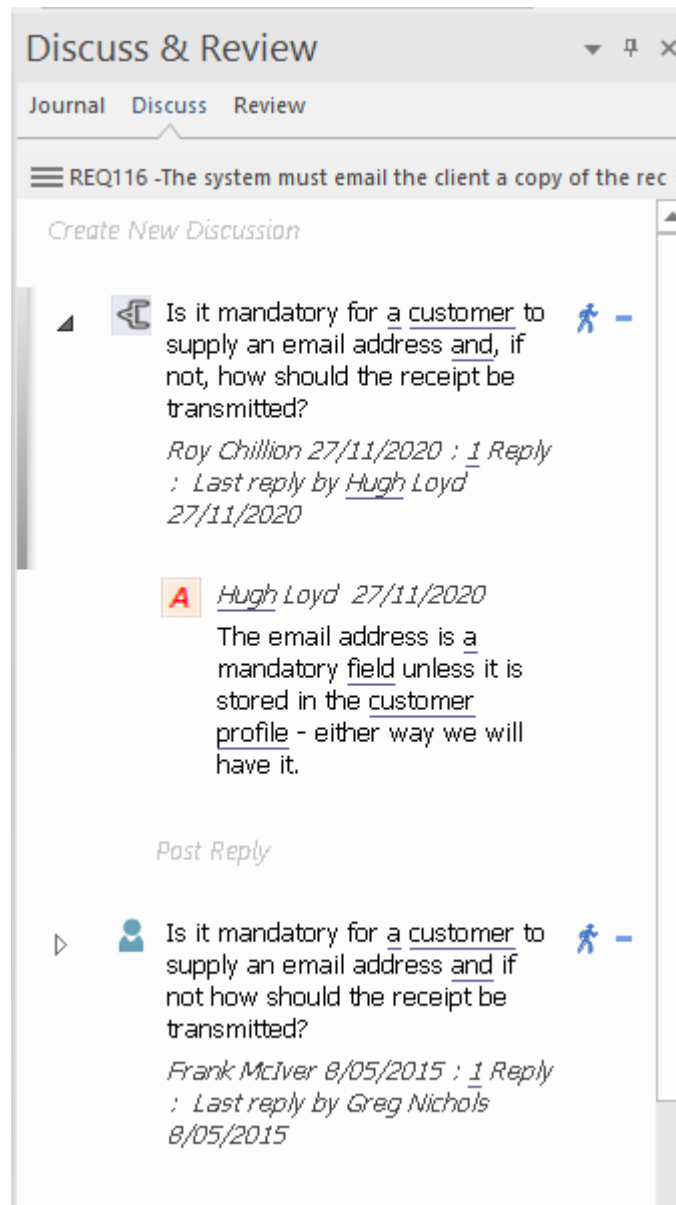 Discuss & Review
Journal Discuss Review
REQ116 -The system must email the client a copy of the rec
Create New Discussion
Is it mandatory for a customer to
supply an email address and, if
not, how should the receipt be
transmitted?
Roy Chillion 27/11/2020 : 1 Reply
: Last reply by Hugh Loyd
27/11/2020
A Hugh Loyd 27/11/2020
The email address is a
mandatory field unless it is
stored in the customer
profile - either way we will
have it.
Post Reply
Is it mandatory for a customer to
supply an email address and if
not how should the receipt be
transmitted?
Frank McIver 8/05/2015 : 1 Reply
: Last reply by Greg Nichols
8/05/2015